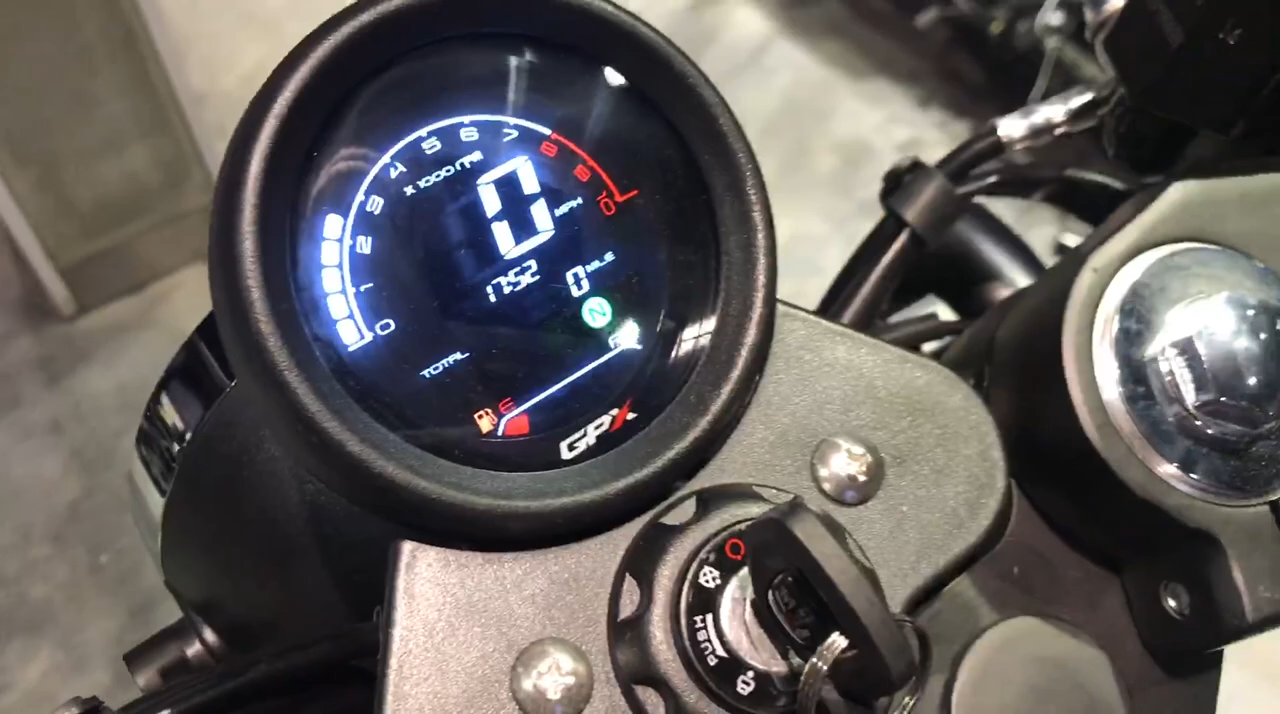 0 1 2 3 4 5 6 7 8 9 10
X 1000 r/min
0 MPH
17:52
0 MILE
N
TOTAL
E
GPX
PUSH